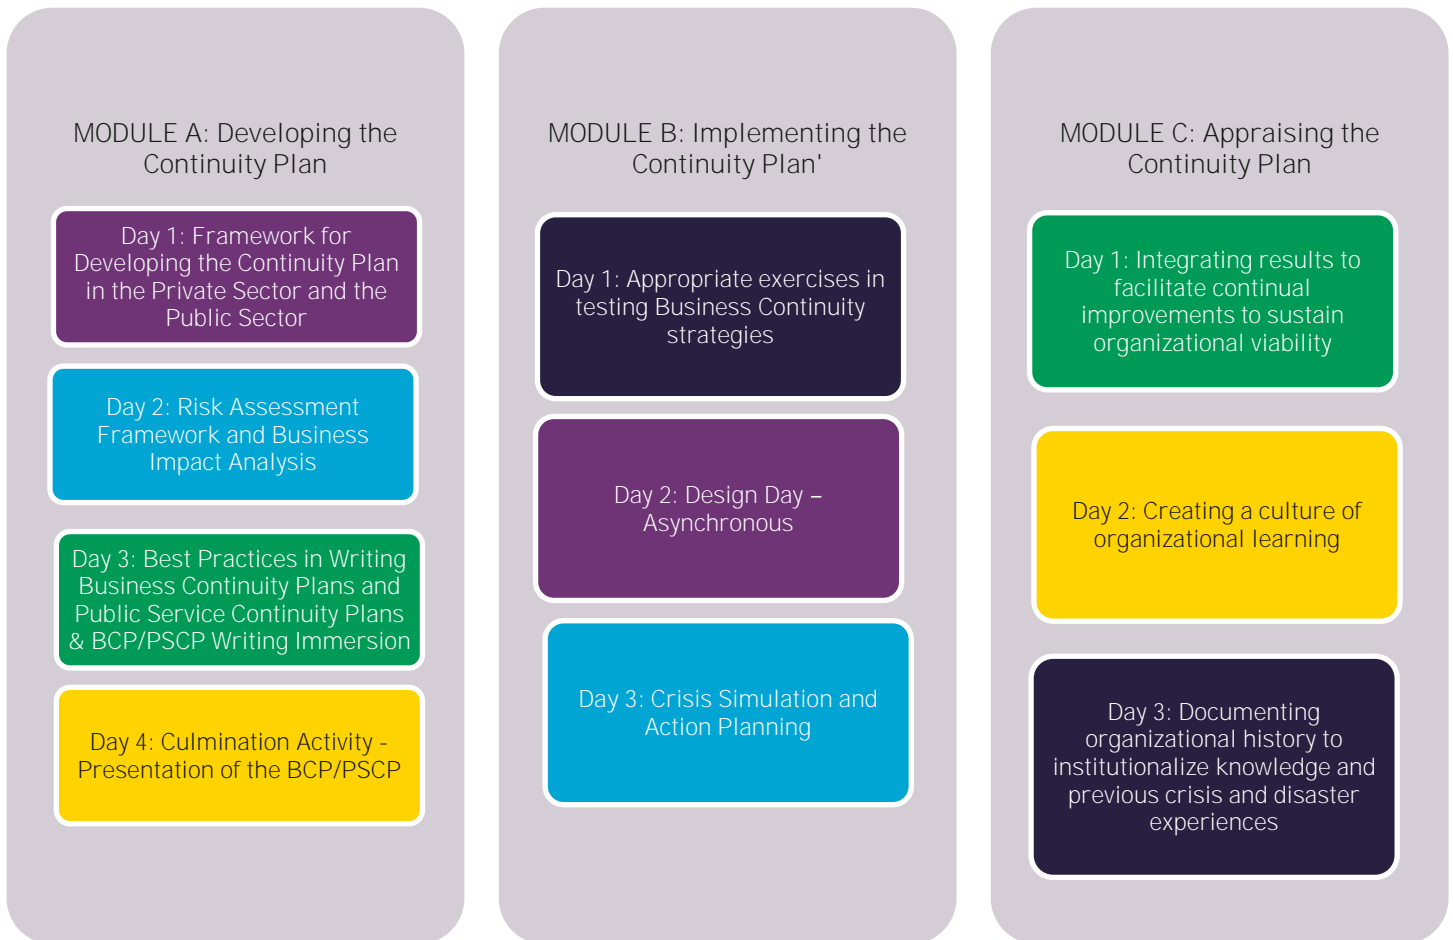 MODULE A: Developing the
Continuity Plan
Day 1: Framework for
Developing the Continuity Plan
in the Private Sector and the
Public Sector
Day 2: Risk Assessment
Framework and Business
Impact Analysis
Day 3: Best Practices in Writing
Business Continuity Plans and
Public Service Continuity Plans
& BCP/PSCP Writing Immersion
Day 4: Culmination Activity -
Presentation of the BCP/PSCP
MODULE B: Implementing the
Continuity Plan'
Day 1: Appropriate exercises in
testing Business Continuity
strategies
Day 2: Design Day –
Asynchronous
Day 3: Crisis Simulation and
Action Planning
MODULE C: Appraising the
Continuity Plan
Day 1: Integrating results to
facilitate continual
improvements to sustain
organizational viability
Day 2: Creating a culture of
organizational learning
Day 3: Documenting
organizational history to
institutionalize knowledge and
previous crisis and disaster
experiences